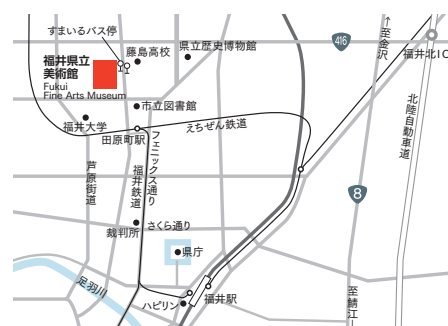 すまいるバス停
藤島高校
県立歴史博物館
416
↑至金沢
福井北IC
福井県立
美術館
Fukui
Fine Arts Museum
市立図書館
福井大学
田原町駅
えちぜん鉄道
北陸自動車道
芦原街道
福井鉄道
フェニックス通り
8
裁判所
さくら通り
県庁
足羽川
ハピリン
福井駅
至鯖江↓